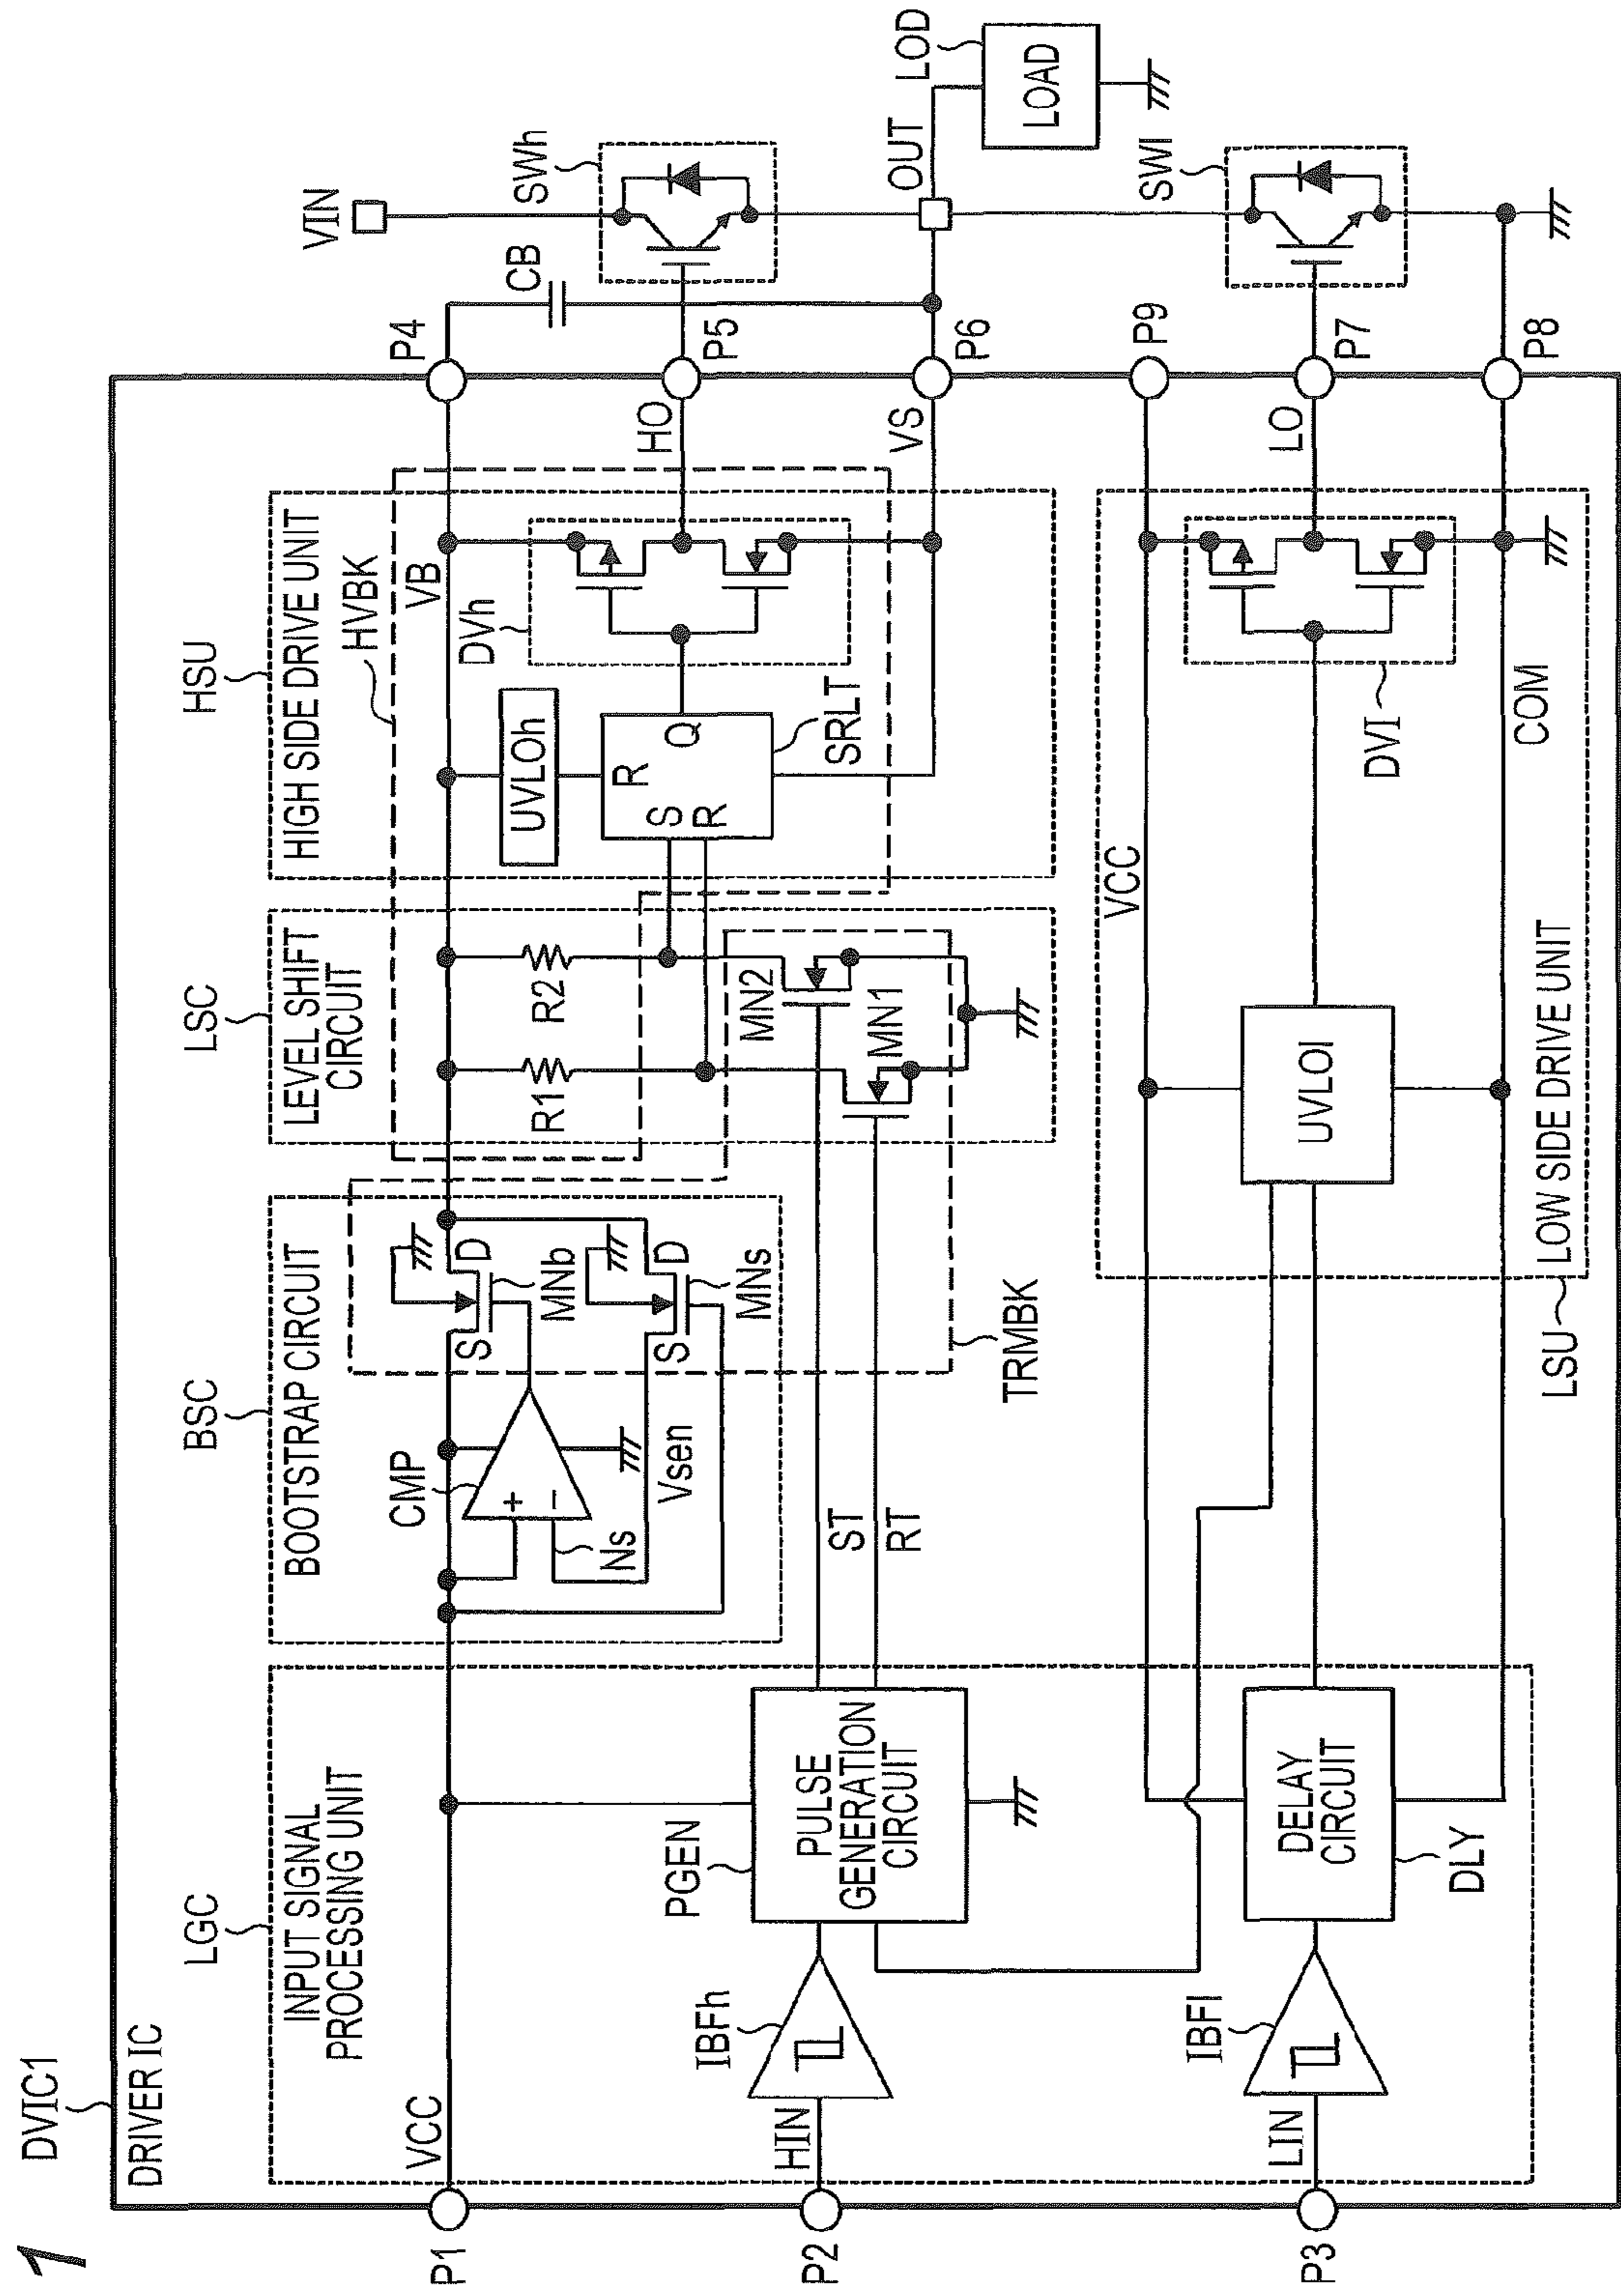 1
DVIC1
DRIVER IC
LGC
INPUT SIGNAL
PROCESSING UNIT
BSC
BOOTSTRAP CIRCUIT
LSC
LEVEL SHIFT
CIRCUIT
HSU
HIGH SIDE DRIVE UNIT
HVBK
P1
VCC
CMP
+
−
Ns
Vsen
S
D
MNb
S
D
MNs
TRMBK
R1
R2
MN2
MN1
VB
UVLOh
R
S
R
Q
SRLT
DVh
HO
VS
P4
P5
P6
CB
VIN
SWh
OUT
LOD
LOAD
P2
HIN
IBFh
PGEN
PULSE
GENERATION
CIRCUIT
ST
RT
P3
LIN
IBFl
DELAY
CIRCUIT
DLY
LSU
LOW SIDE DRIVE UNIT
VCC
UVLOl
DVl
LO
COM
P9
P7
P8
SWl